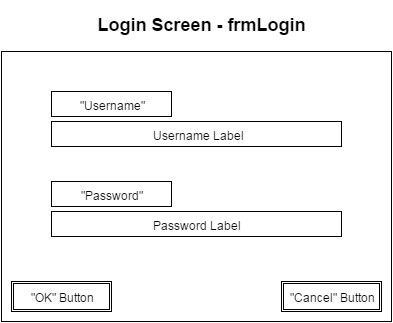 Login Screen - frmLogin
"Username"
Username Label
"Password"
Password Label
"OK" Button
"Cancel" Button